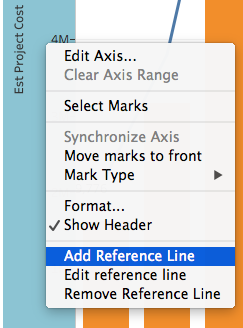 Est Project Cost
4M
Edit Axis...
Clear Axis Range
Select Marks
Synchronize Axis
Move marks to front
Mark Type
Format...
Show Header
Add Reference Line
Edit reference line
Remove Reference Line